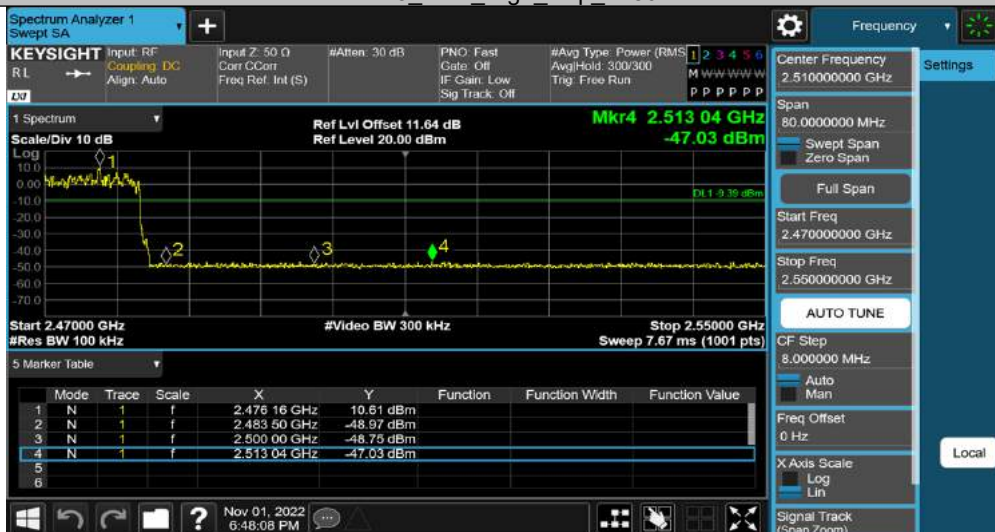 Spectrum Analyzer 1
Swept SA
+
Frequency
KEYSIGHT
Input: RF
Coupling: DC
Align: Auto
RL
LXI
Input Z: 50 Ω
Corr CCorr
Freq Ref: Int (S)
#Atten: 30 dB
PNO: Fast
Gate: Off
IF Gain: Low
Sig Track: Off
#Avg Type: Power (RMS
Avg|Hold: 300/300
Trig: Free Run
1 2 3 4 5 6
M W W W W W
P P P P P P
1 Spectrum
Scale/Div 10 dB
Ref Lvl Offset 11.64 dB
Ref Level 20.00 dBm
Mkr4 2.513 04 GHz
-47.03 dBm
Log
10.0
0.00
-10.0
-20.0
-30.0
-40.0
-50.0
-60.0
-70.0
1
2
3
4
DL1 -9.39 dBm
Start 2.47000 GHz
#Res BW 100 kHz
#Video BW 300 kHz
Stop 2.55000 GHz
Sweep 7.67 ms (1001 pts)
5 Marker Table
Mode Trace Scale X Y Function Function Width Function Value
1 N 1 f 2.476 16 GHz 10.61 dBm
2 N 1 f 2.483 50 GHz -48.97 dBm
3 N 1 f 2.500 00 GHz -48.75 dBm
4 N 1 f 2.513 04 GHz -47.03 dBm
5
6
?
Nov 01, 2022
6:48:08 PM
Center Frequency
2.510000000 GHz
Span
80.0000000 MHz
Swept Span
Zero Span
Full Span
Start Freq
2.470000000 GHz
Stop Freq
2.550000000 GHz
AUTO TUNE
CF Step
8.000000 MHz
Auto
Man
Freq Offset
0 Hz
X Axis Scale
Log
Lin
Signal Track
(Span Zoom)
Settings
Local